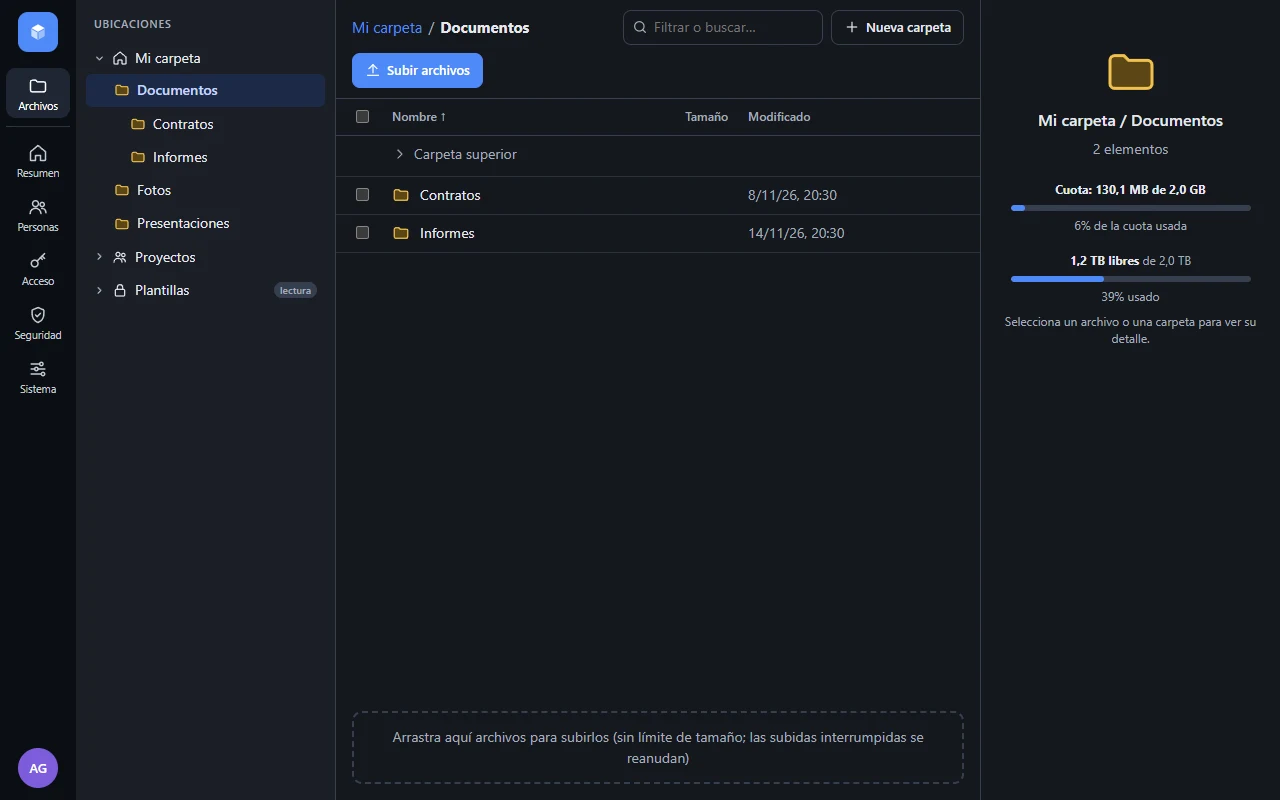 Archivos
Resumen
Personas
Acceso
Seguridad
Sistema
AG
UBICACIONES
Mi carpeta
Documentos
Contratos
Informes
Fotos
Presentaciones
Proyectos
Plantillas lectura
Mi carpeta / Documentos
Filtrar o buscar...
Nueva carpeta
Subir archivos
Nombre ↑ Tamaño Modificado
Carpeta superior
Contratos 8/11/26, 20:30
Informes 14/11/26, 20:30
Arrastra aquí archivos para subirlos (sin límite de tamaño; las subidas interrumpidas se
reanudan)
Mi carpeta / Documentos
2 elementos
Cuota: 130,1 MB de 2,0 GB
6% de la cuota usada
1,2 TB libres de 2,0 TB
39% usado
Selecciona un archivo o una carpeta para ver su
detalle.